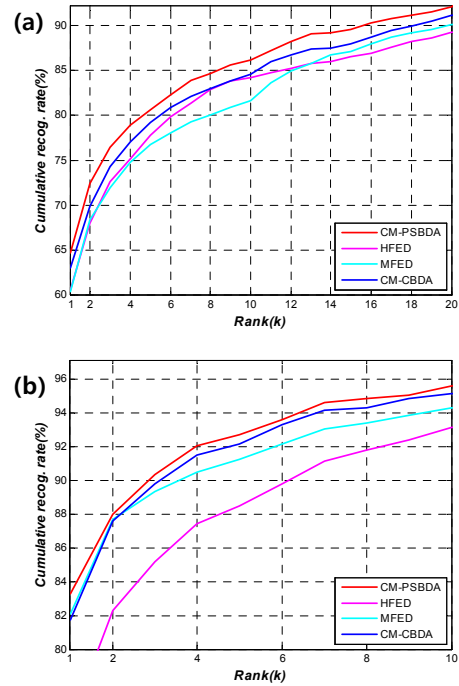 (a)
Cumulative recog. rate(%)
90
85
80
75
70
65
60
1 2 4 6 8 10 12 14 16 18 20
Rank(k)
CM-PSBDA
HFED
MFED
CM-CBDA
(b)
Cumulative recog. rate(%)
96
94
92
90
88
86
84
82
80
1 2 4 6 8 10
Rank(k)
CM-PSBDA
HFED
MFED
CM-CBDA